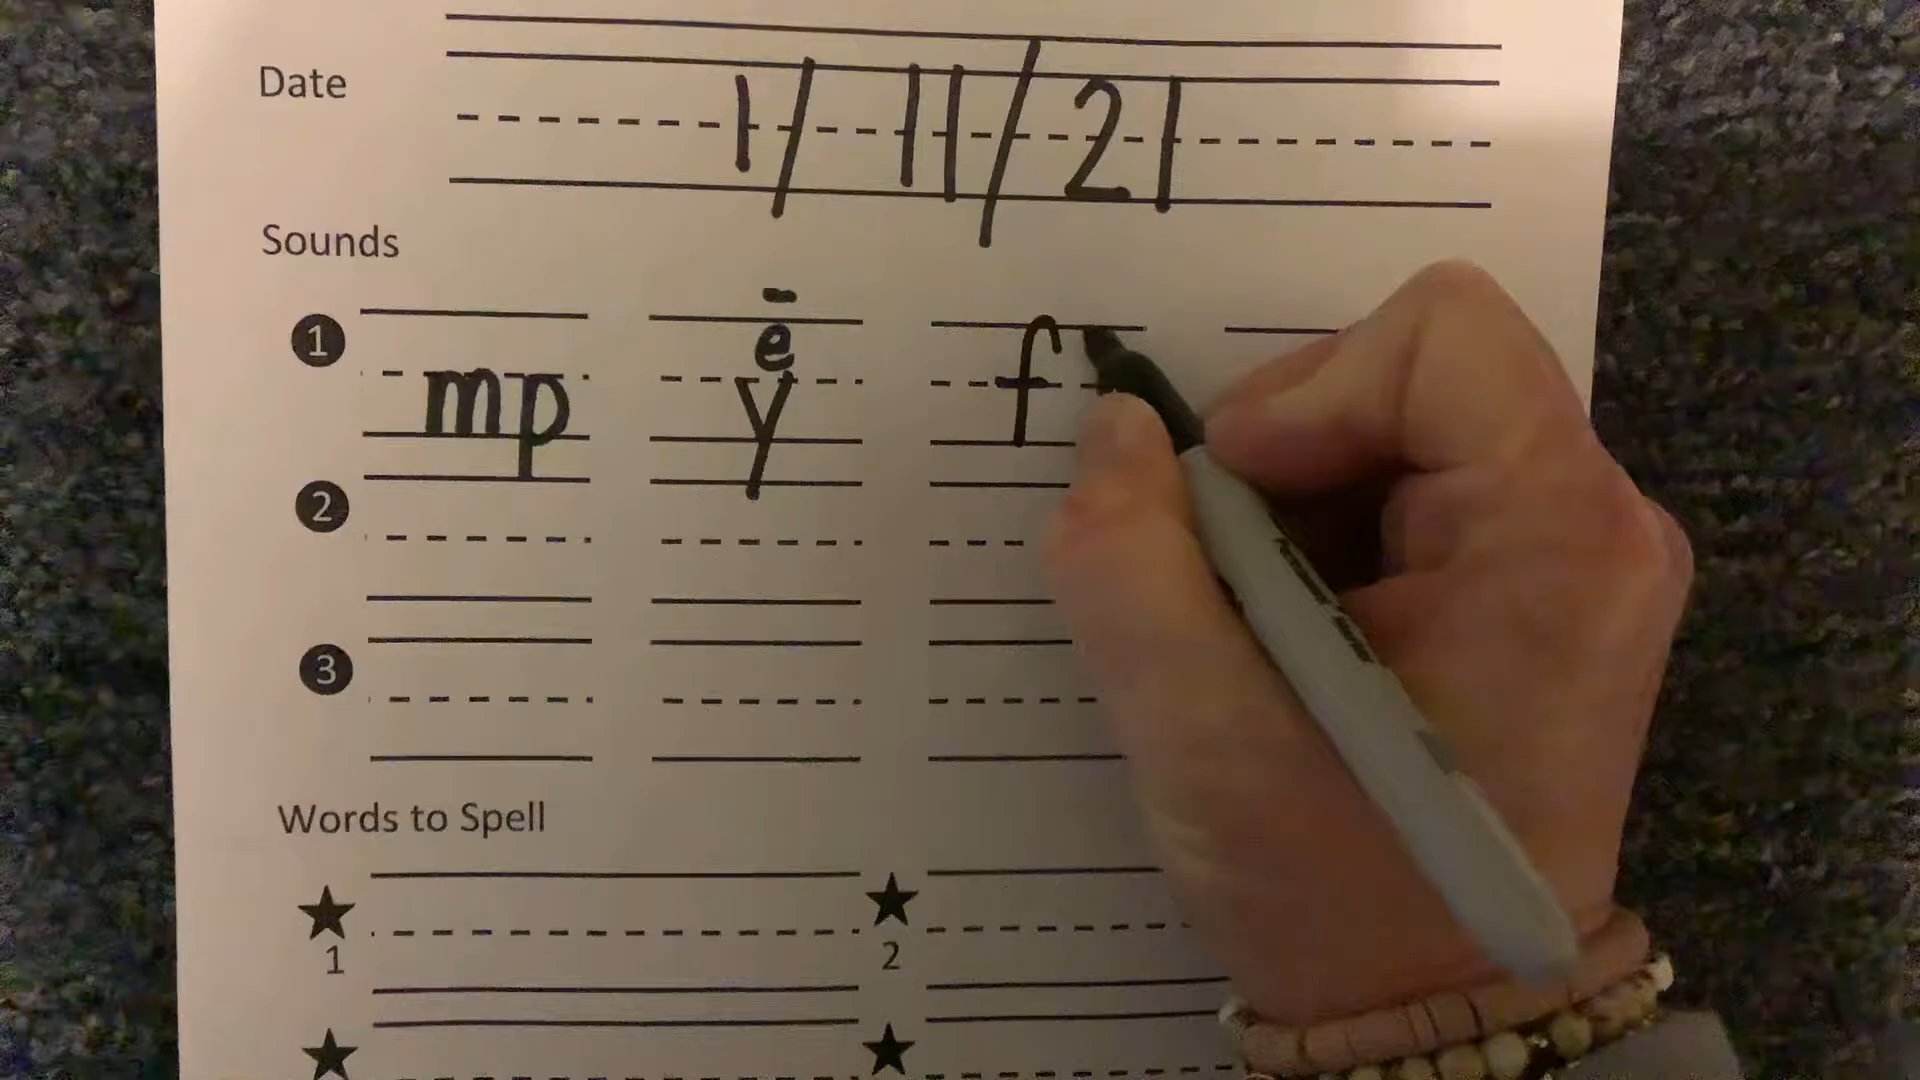 Date 1/11/21
Sounds
1 mp ē y f
2
3
Words to Spell
★ 1 ★ 2
★ ★